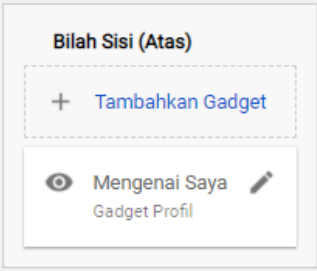 Bilah Sisi (Atas)
Tambahkan Gadget
Mengenai Saya
Gadget Profil